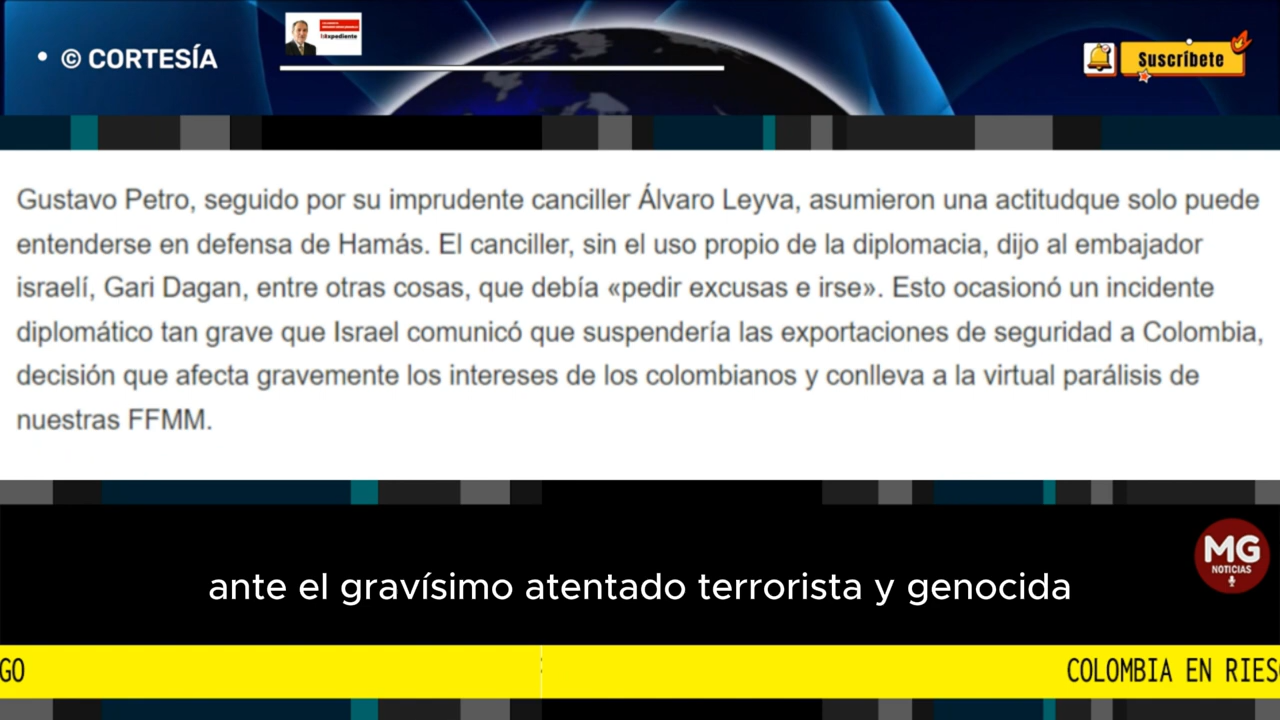 • © CORTESÍA
Expediente
Suscríbete
Gustavo Petro, seguido por su imprudente canciller Álvaro Leyva, asumieron una actitudque solo puede
entenderse en defensa de Hamás. El canciller, sin el uso propio de la diplomacia, dijo al embajador
israelí, Gari Dagan, entre otras cosas, que debía «pedir excusas e irse». Esto ocasionó un incidente
diplomático tan grave que Israel comunicó que suspendería las exportaciones de seguridad a Colombia,
decisión que afecta gravemente los intereses de los colombianos y conlleva a la virtual parálisis de
nuestras FFMM.
MG
NOTICIAS
ante el gravísimo atentado terrorista y genocida
GO
COLOMBIA EN RIES